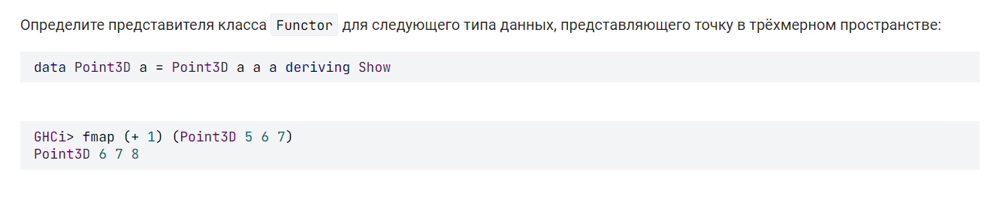 Определите представителя класса Functor для следующего типа данных, представляющего точку в трёхмерном пространстве:
data Point3D a = Point3D a a a deriving Show
GHCi> fmap (+ 1) (Point3D 5 6 7)
Point3D 6 7 8